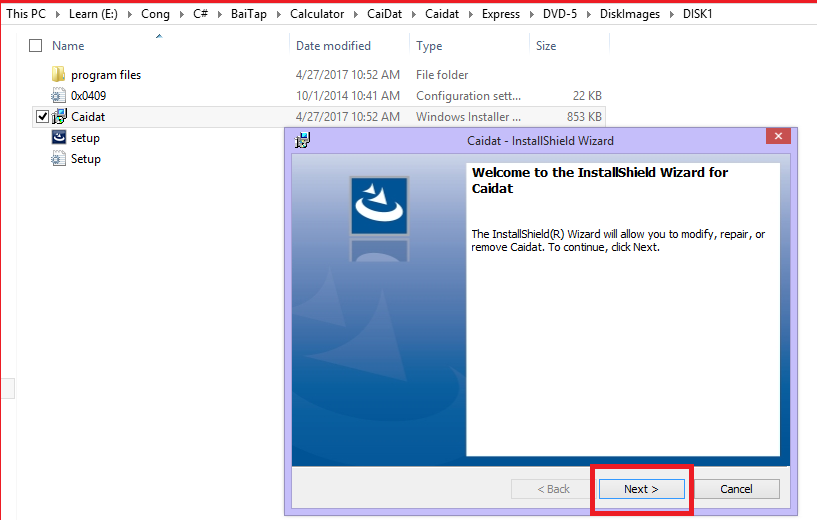 This PC Learn (E:) Cong C# BaiTap Calculator CaiDat Caidat Express DVD-5 DiskImages DISK1
Name Date modified Type Size
program files 4/27/2017 10:52 AM File folder
0x0409 10/1/2014 10:41 AM Configuration sett... 22 KB
Caidat 4/27/2017 10:52 AM Windows Installer ... 853 KB
setup
Setup
Caidat - InstallShield Wizard
Welcome to the InstallShield Wizard for
Caidat
The InstallShield(R) Wizard will allow you to modify, repair, or
remove Caidat. To continue, click Next.
< Back Next > Cancel